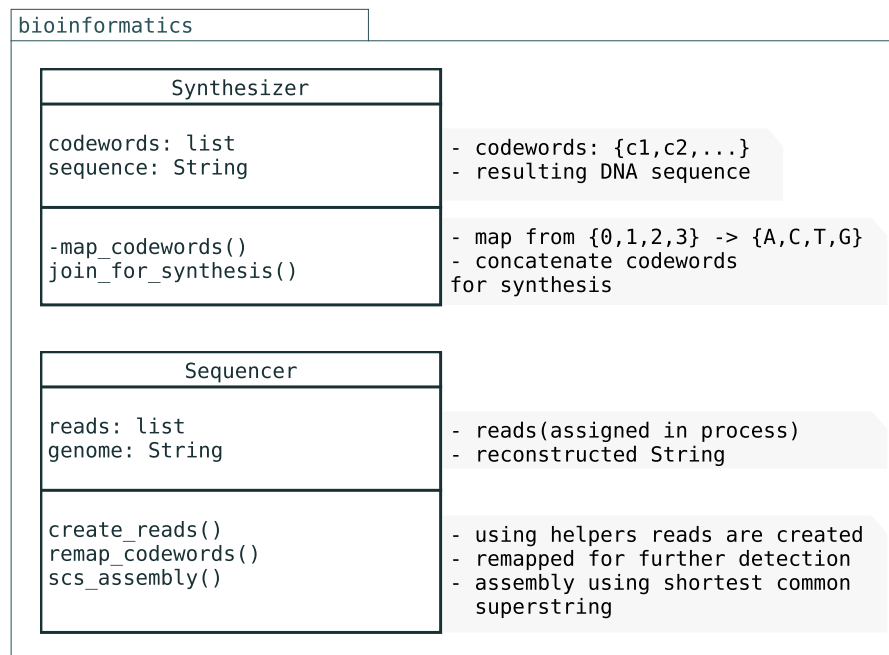 bioinformatics
Synthesizer
codewords: list
sequence: String
- codewords: {c1,c2,...}
- resulting DNA sequence
-map_codewords()
join_for_synthesis()
- map from {0,1,2,3} -> {A,C,T,G}
- concatenate codewords
for synthesis
Sequencer
reads: list
genome: String
- reads(assigned in process)
- reconstructed String
create_reads()
remap_codewords()
scs_assembly()
- using helpers reads are created
- remapped for further detection
- assembly using shortest common
superstring